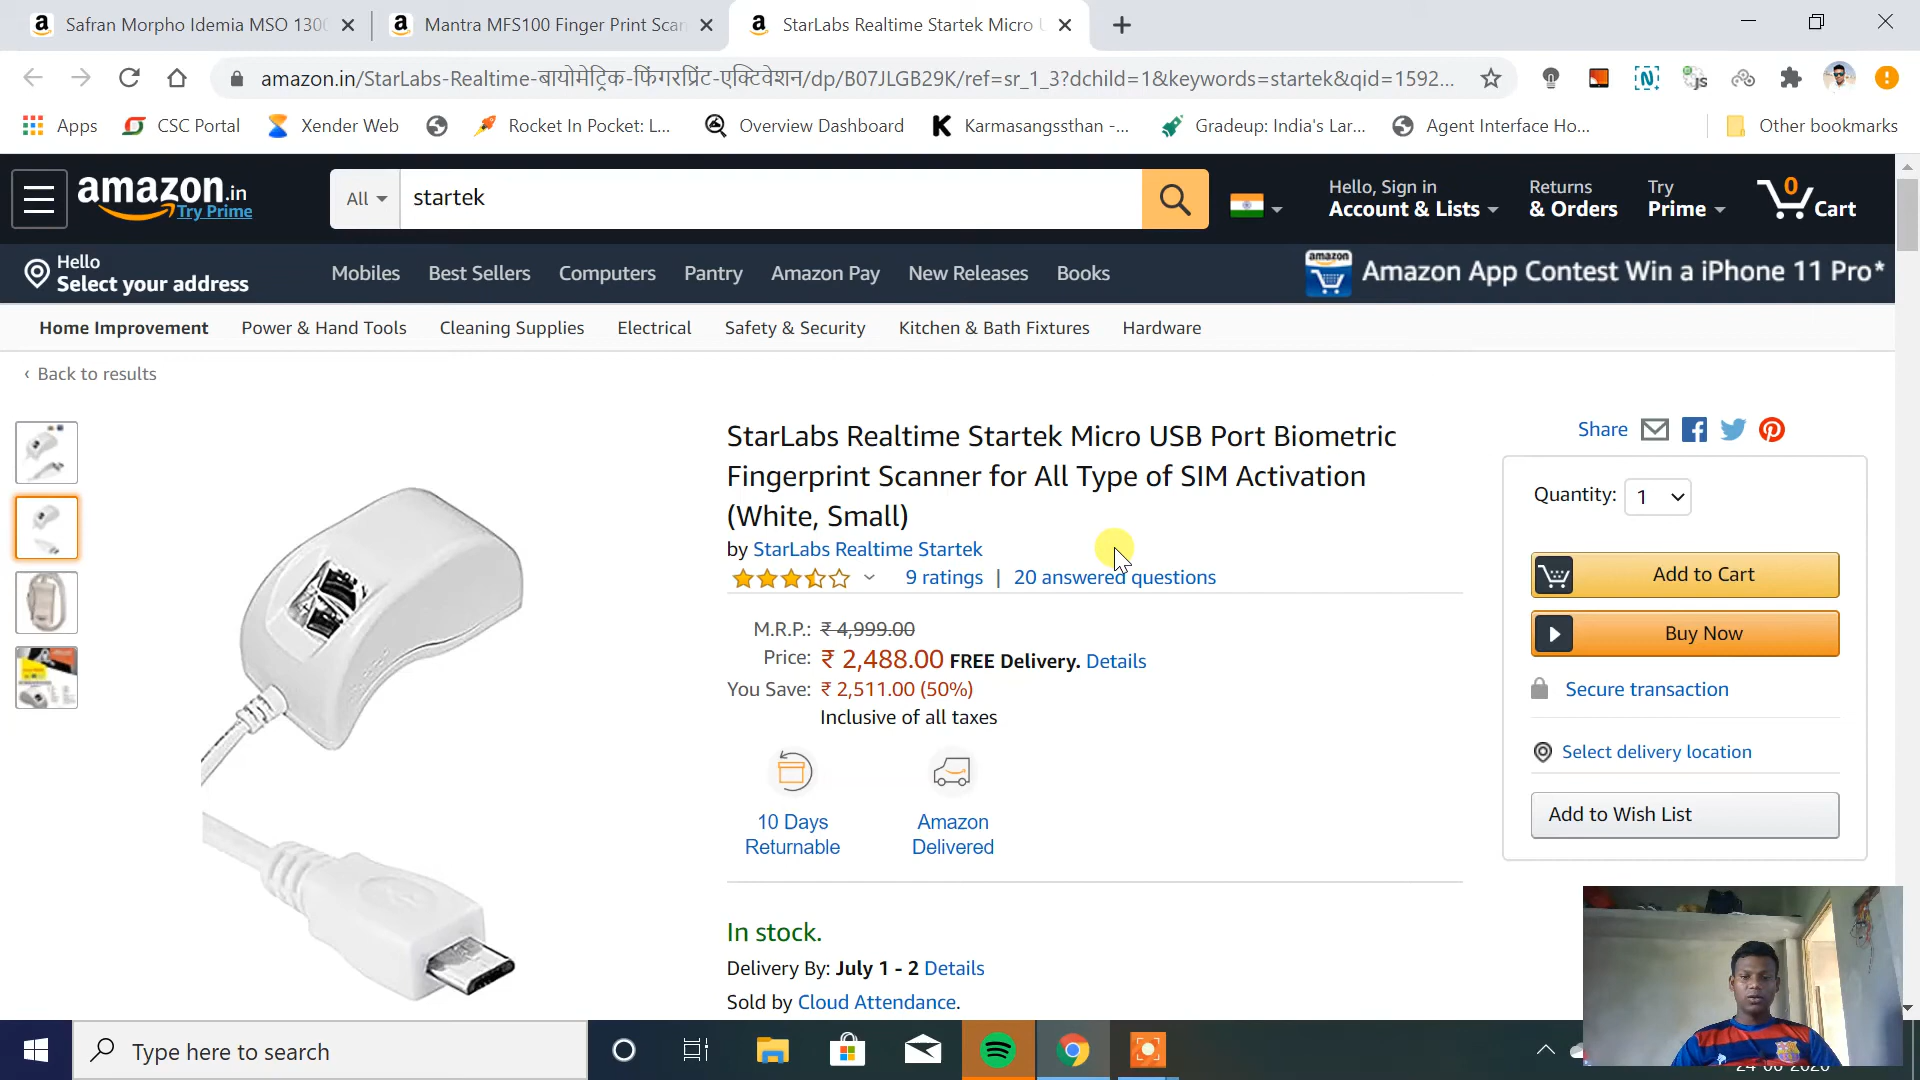 Safran Morpho Idemia MSO 1300
Mantra MFS100 Finger Print Scan
StarLabs Realtime Startek Micro U
amazon.in/StarLabs-Realtime-बायोमेट्रिक-फिंगरप्रिंट-एक्टिवेशन/dp/B07JLGB29K/ref=sr_1_3?dchild=1&keywords=startek&qid=1592...
Apps
CSC Portal
Xender Web
Rocket In Pocket: L...
Overview Dashboard
Karmasangssthan -...
Gradeup: India's Lar...
Agent Interface Ho...
Other bookmarks
amazon.in
Try Prime
All
startek
Hello, Sign in
Account & Lists
Returns
& Orders
Try
Prime
0
Cart
Hello
Select your address
Mobiles
Best Sellers
Computers
Pantry
Amazon Pay
New Releases
Books
amazon
Amazon App Contest Win a iPhone 11 Pro*
Home Improvement
Power & Hand Tools
Cleaning Supplies
Electrical
Safety & Security
Kitchen & Bath Fixtures
Hardware
‹ Back to results
StarLabs Realtime Startek Micro USB Port Biometric
Fingerprint Scanner for All Type of SIM Activation
(White, Small)
by StarLabs Realtime Startek
9 ratings | 20 answered questions
M.R.P.: ₹ 4,999.00
Price: ₹ 2,488.00 FREE Delivery. Details
You Save: ₹ 2,511.00 (50%)
Inclusive of all taxes
10 Days
Returnable
Amazon
Delivered
In stock.
Delivery By: July 1 - 2 Details
Sold by Cloud Attendance.
Share
Quantity: 1
Add to Cart
Buy Now
Secure transaction
Select delivery location
Add to Wish List
Type here to search